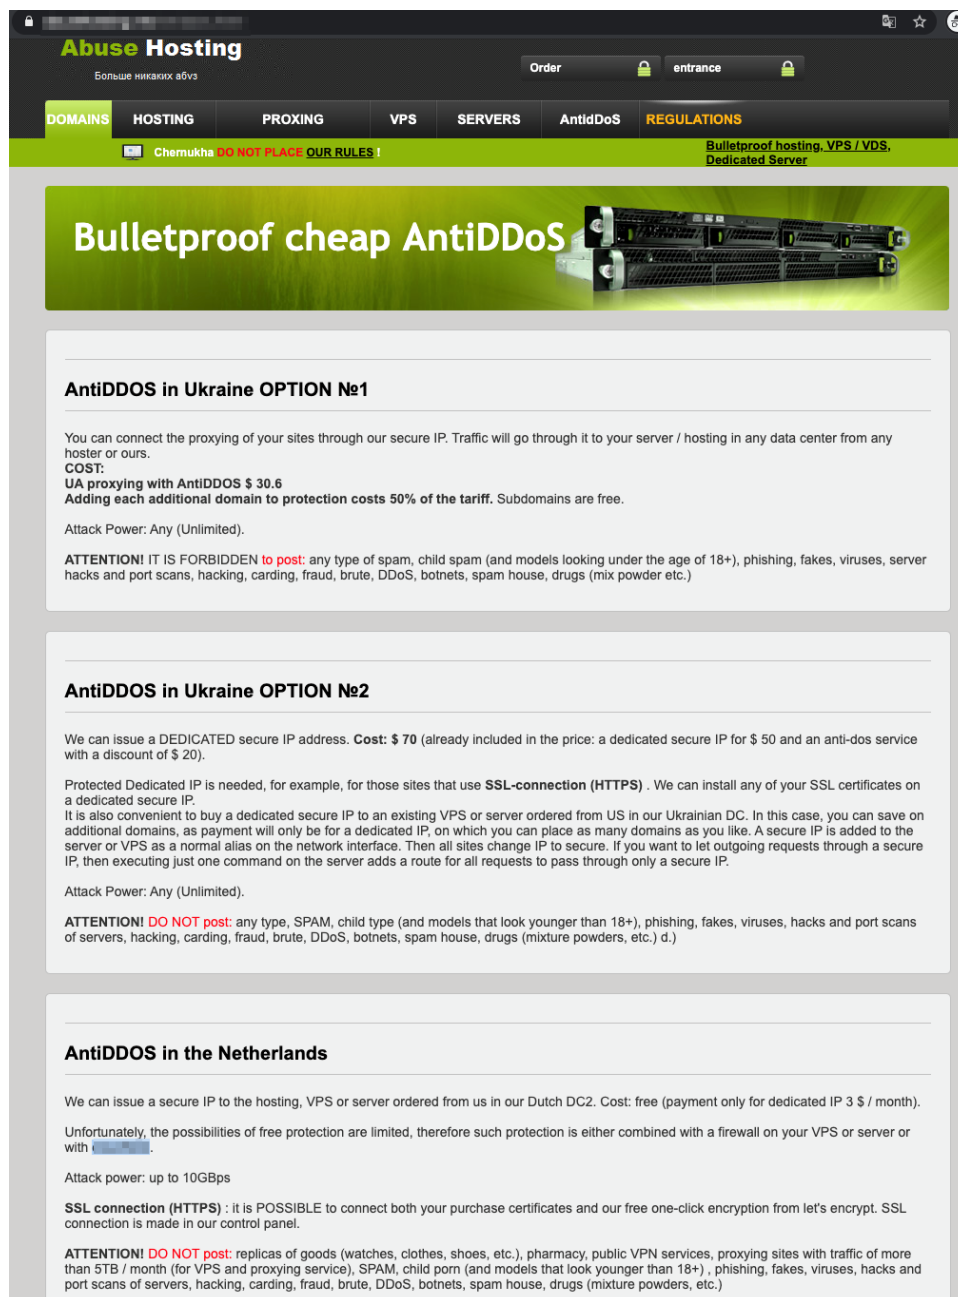 Abuse Hosting
Больше никаких абуз
Order
entrance
DOMAINS HOSTING PROXING VPS SERVERS AntidDoS REGULATIONS
Chernukha DO NOT PLACE OUR RULES !
Bulletproof hosting, VPS / VDS,
Dedicated Server
Bulletproof cheap AntiDDoS
AntiDDOS in Ukraine OPTION №1
You can connect the proxying of your sites through our secure IP. Traffic will go through it to your server / hosting in any data center from any
hoster or ours.
COST:
UA proxying with AntiDDOS $ 30.6
Adding each additional domain to protection costs 50% of the tariff. Subdomains are free.
Attack Power: Any (Unlimited).
ATTENTION! IT IS FORBIDDEN to post: any type of spam, child spam (and models looking under the age of 18+), phishing, fakes, viruses, server
hacks and port scans, hacking, carding, fraud, brute, DDoS, botnets, spam house, drugs (mix powder etc.)
AntiDDOS in Ukraine OPTION №2
We can issue a DEDICATED secure IP address. Cost: $ 70 (already included in the price: a dedicated secure IP for $ 50 and an anti-dos service
with a discount of $ 20).
Protected Dedicated IP is needed, for example, for those sites that use SSL-connection (HTTPS) . We can install any of your SSL certificates on
a dedicated secure IP.
It is also convenient to buy a dedicated secure IP to an existing VPS or server ordered from US in our Ukrainian DC. In this case, you can save on
additional domains, as payment will only be for a dedicated IP, on which you can place as many domains as you like. A secure IP is added to the
server or VPS as a normal alias on the network interface. Then all sites change IP to secure. If you want to let outgoing requests through a secure
IP, then executing just one command on the server adds a route for all requests to pass through only a secure IP.
Attack Power: Any (Unlimited).
ATTENTION! DO NOT post: any type, SPAM, child type (and models that look younger than 18+), phishing, fakes, viruses, hacks and port scans
of servers, hacking, carding, fraud, brute, DDoS, botnets, spam house, drugs (mixture powders, etc.) d.)
AntiDDOS in the Netherlands
We can issue a secure IP to the hosting, VPS or server ordered from us in our Dutch DC2. Cost: free (payment only for dedicated IP 3 $ / month).
Unfortunately, the possibilities of free protection are limited, therefore such protection is either combined with a firewall on your VPS or server or
with .
Attack power: up to 10GBps
SSL connection (HTTPS) : it is POSSIBLE to connect both your purchase certificates and our free one-click encryption from let's encrypt. SSL
connection is made in our control panel.
ATTENTION! DO NOT post: replicas of goods (watches, clothes, shoes, etc.), pharmacy, public VPN services, proxying sites with traffic of more
than 5TB / month (for VPS and proxying service), SPAM, child porn (and models that look younger than 18+) , phishing, fakes, viruses, hacks and
port scans of servers, hacking, carding, fraud, brute, DDoS, botnets, spam house, drugs (mixture powders, etc.)